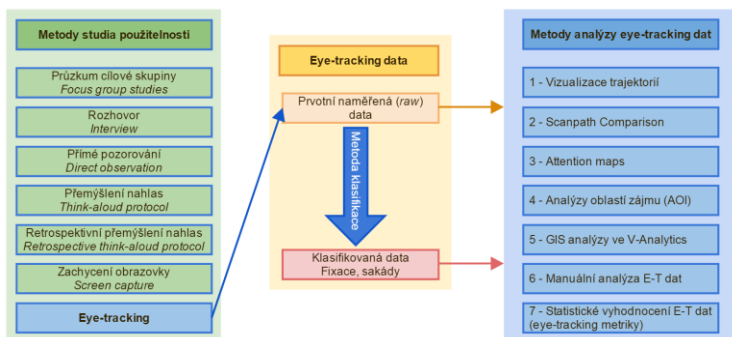 Metody studia použitelnosti
Průzkum cílové skupiny
Focus group studies
Rozhovor
Interview
Přímé pozorování
Direct observation
Přemýšlení nahlas
Think-aloud protocol
Retrospektivní přemýšlení nahlas
Retrospective think-aloud protocol
Zachycení obrazovky
Screen capture
Eye-tracking
Eye-tracking data
Prvotní naměřená (raw)
data
Metoda klasifikace
Klasifikovaná data
Fixace, sakády
Metody analýzy eye-tracking dat
1 - Vizualizace trajektorií
2 - Scanpath Comparison
3 - Attention maps
4 - Analýzy oblastí zájmu (AOI)
5 - GIS analýzy ve V-Analytics
6 - Manuální analýza E-T dat
7 - Statistické vyhodnocení E-T dat
(eye-tracking metriky)